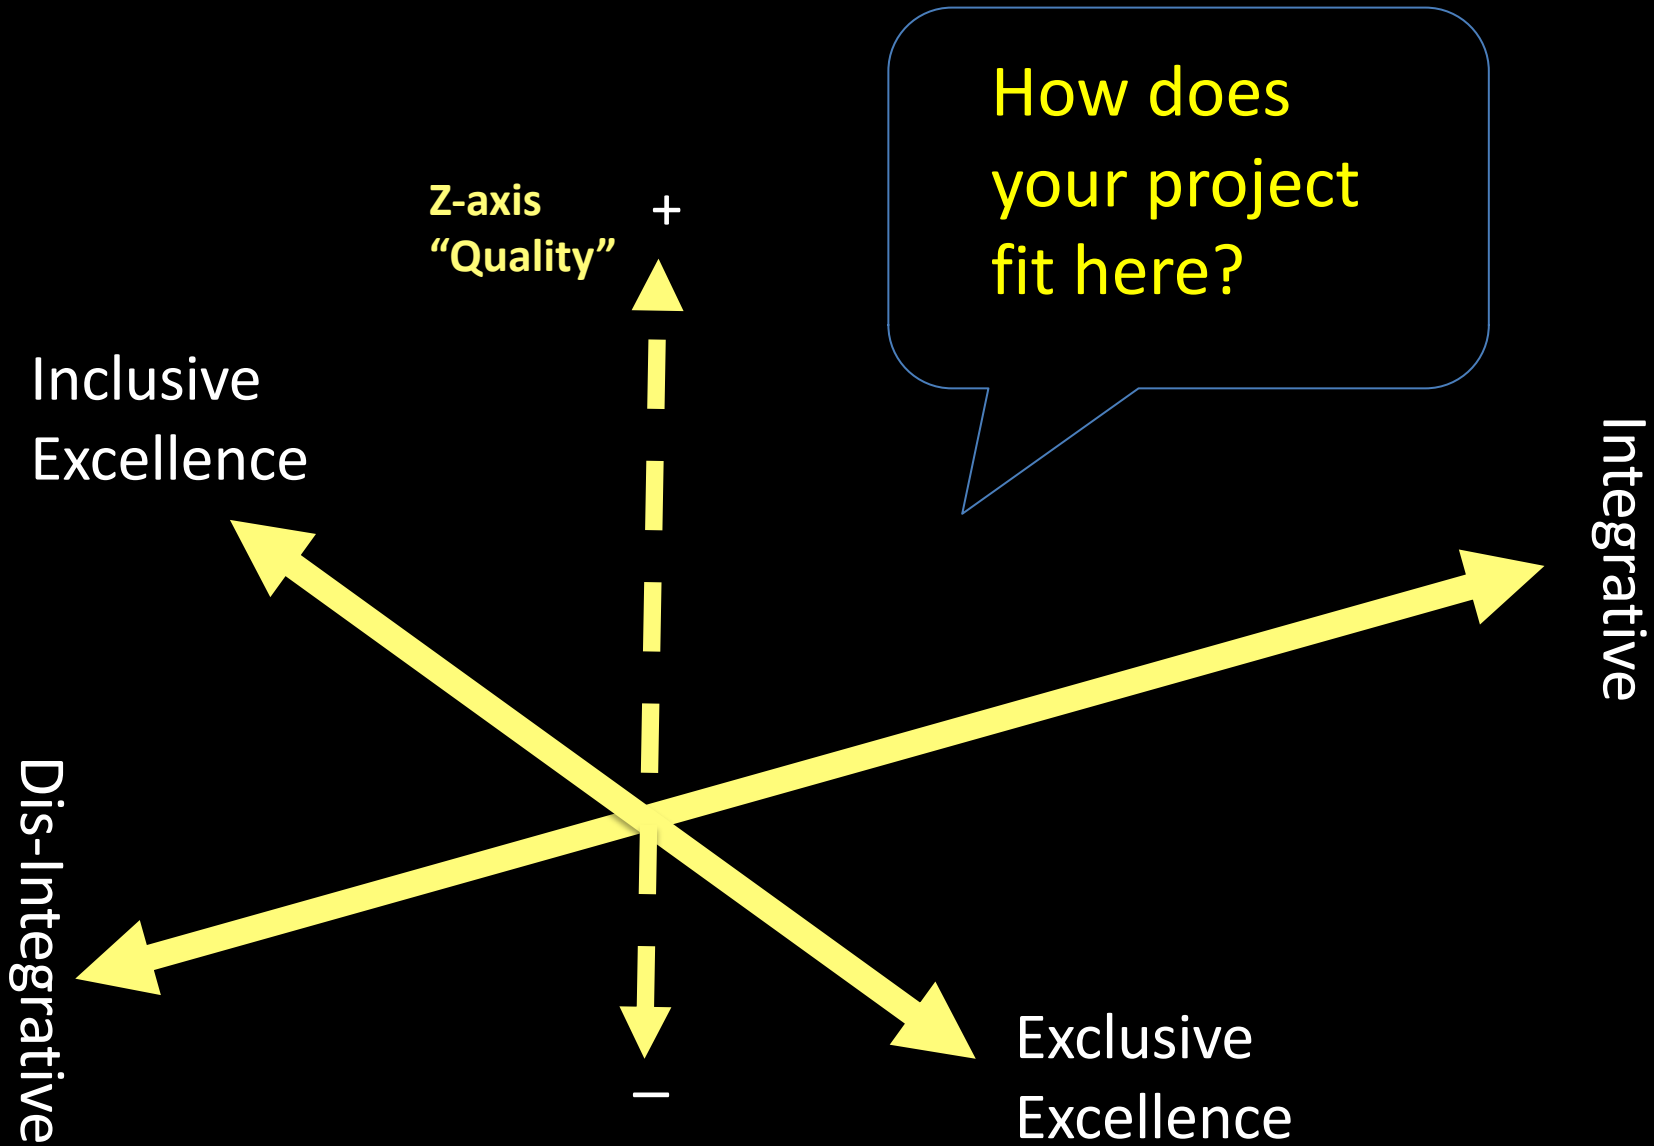 How does
your project
fit here?
Z-axis
“Quality”
+
Inclusive
Excellence
Integrative
Dis-Integrative
Exclusive
Excellence
–